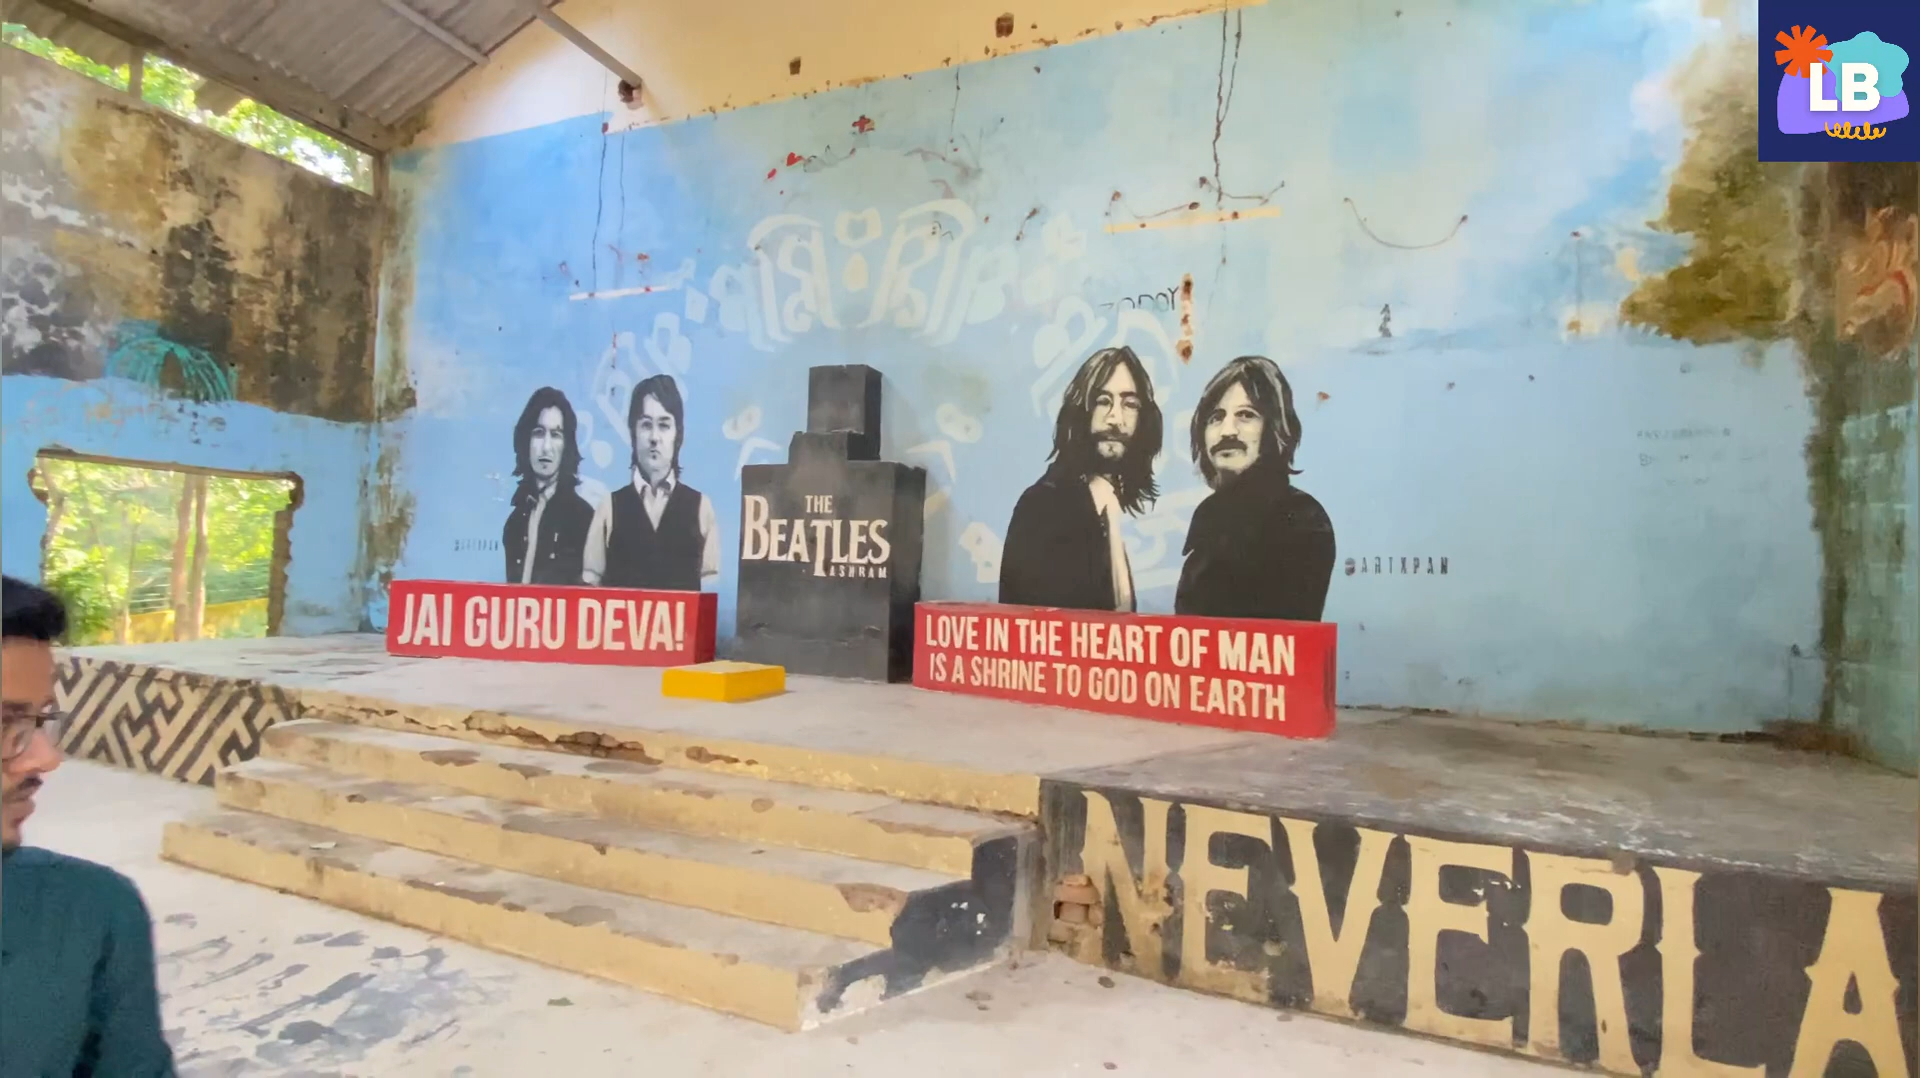 LB
THE
BEATLES
ASHRAM
JAI GURU DEVA!
LOVE IN THE HEART OF MAN
IS A SHRINE TO GOD ON EARTH
@ARTXPAN
NEVERLA